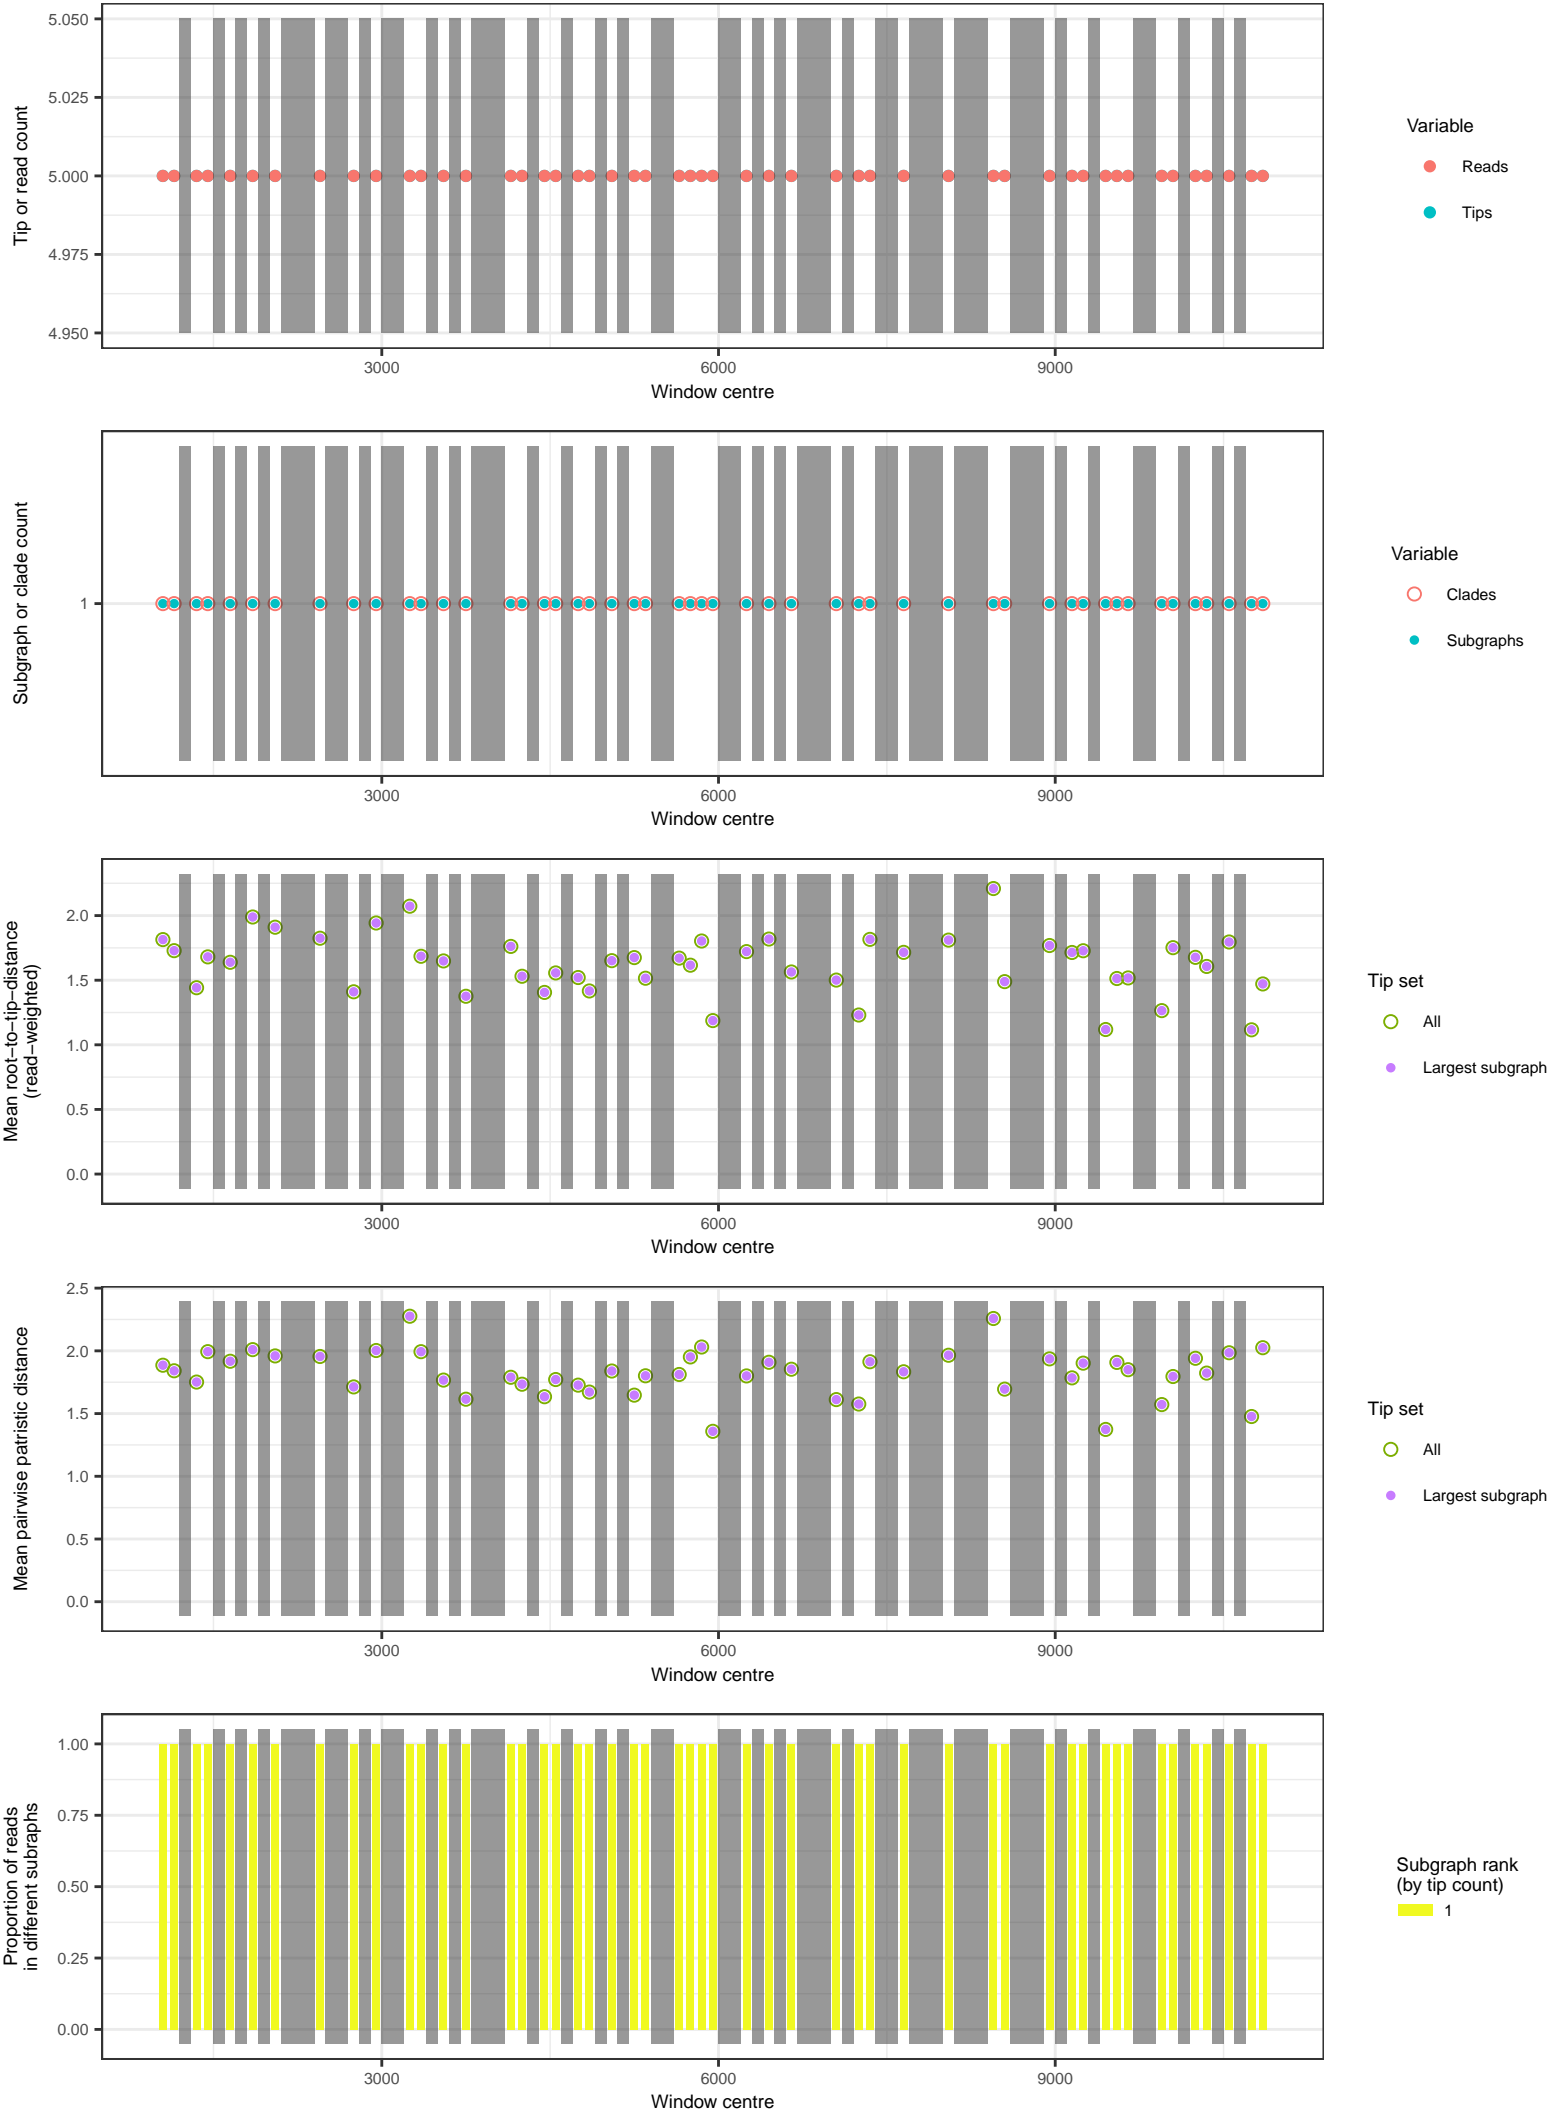 5.050
5.025
5.000
4.975
4.950
Tip or read count
3000 6000 9000
Window centre
Variable
Reads
Tips
1
Subgraph or clade count
3000 6000 9000
Window centre
Variable
Clades
Subgraphs
2.0
1.5
1.0
0.5
0.0
Mean root−to−tip−distance
(read−weighted)
3000 6000 9000
Window centre
Tip set
All
Largest subgraph
2.5
2.0
1.5
1.0
0.5
0.0
Mean pairwise patristic distance
3000 6000 9000
Window centre
Tip set
All
Largest subgraph
1.00
0.75
0.50
0.25
0.00
Proportion of reads
in different subraphs
3000 6000 9000
Window centre
Subgraph rank
(by tip count)
1